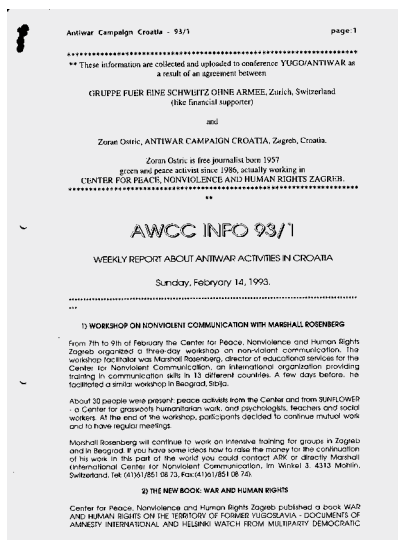 Antiwar Campaign Croatia - 93/1 page:1
** These information are collected and uploaded to conference YUGO/ANTIWAR as
a result of an agreement between
GRUPPE FUER EINE SCHWEITZ OHNE ARMEE, Zurich, Switzerland
(like financial supporter)
and
Zoran Ostric, ANTIWAR CAMPAIGN CROATIA, Zagreb, Croatia.
Zoran Ostric is free journalist born 1957
green and peace activist since 1986, actually working in
CENTER FOR PEACE, NONVIOLENCE AND HUMAN RIGHTS ZAGREB.
**
AWCC INFO 93/1
WEEKLY REPORT ABOUT ANTIWAR ACTIVITIES IN CROATIA
Sunday, February 14, 1993.
***
1) WORKSHOP ON NONVIOLENT COMMUNICATION WITH MARSHALL ROSENBERG
From 7th to 9th of February the Center for Peace, Nonviolence and Human Rights
Zagreb organized a three-day workshop on non-violent communication. The
workshop facilitator was Marshall Rosenberg, director of educational services for the
Center for Nonviolent Communication, an international organization providing
training in communication skills in 13 different countries. A few days before, he
facilitated a similar workshop in Beograd, Srbija.
About 30 people were present: peace activists from the Center and from SUNFLOWER
- a Center for grassroots humanitarian work, and psychologists, teachers and social
workers. At the end of the workshop, participants decided to continue mutual work
and to have regular meetings.
Marshall Rosenberg will continue to work on intensive training for groups in Zagreb
and in Beograd. If you have some ideas how to raise the money for the continuation
of his work in this part of the world you could contact ARK or directly Marshall
(International Center for Nonviolent Communication, Im Winkel 3, 4313 Mohlin,
Switzerland, Tel: (41)61/851 08 73, Fax:(41)61/851 08 74).
2) THE NEW BOOK: WAR AND HUMAN RIGHTS
Center for Peace, Nonviolence and Human Rights Zagreb published a book WAR
AND HUMAN RIGHTS ON THE TERRITORY OF FORMER YUGOSLAVIA - DOCUMENTS OF
AMNESTY INTERNATIONAL AND HELSINKI WATCH FROM MULTIPARTY DEMOCRATIC